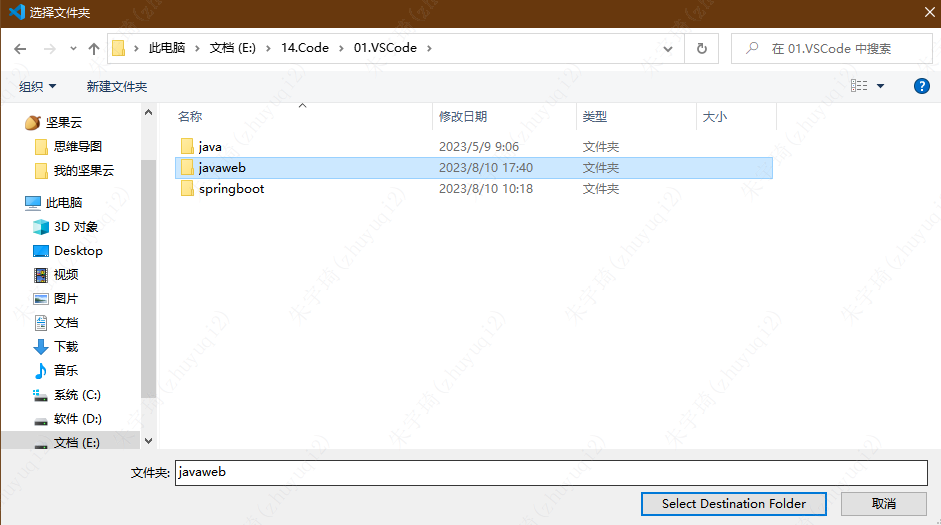 选择文件夹
此电脑 › 文档 (E:) › 14.Code › 01.VSCode ›
在 01.VSCode 中搜索
组织 新建文件夹
名称 修改日期 类型 大小
java 2023/5/9 9:06 文件夹
javaweb 2023/8/10 17:40 文件夹
springboot 2023/8/10 10:18 文件夹
坚果云
思维导图
我的坚果云
此电脑
3D 对象
Desktop
视频
图片
文档
下载
音乐
系统 (C:)
软件 (D:)
文档 (E:)
朱宇琦(zhuyuqi2)
文件夹: javaweb
Select Destination Folder 取消